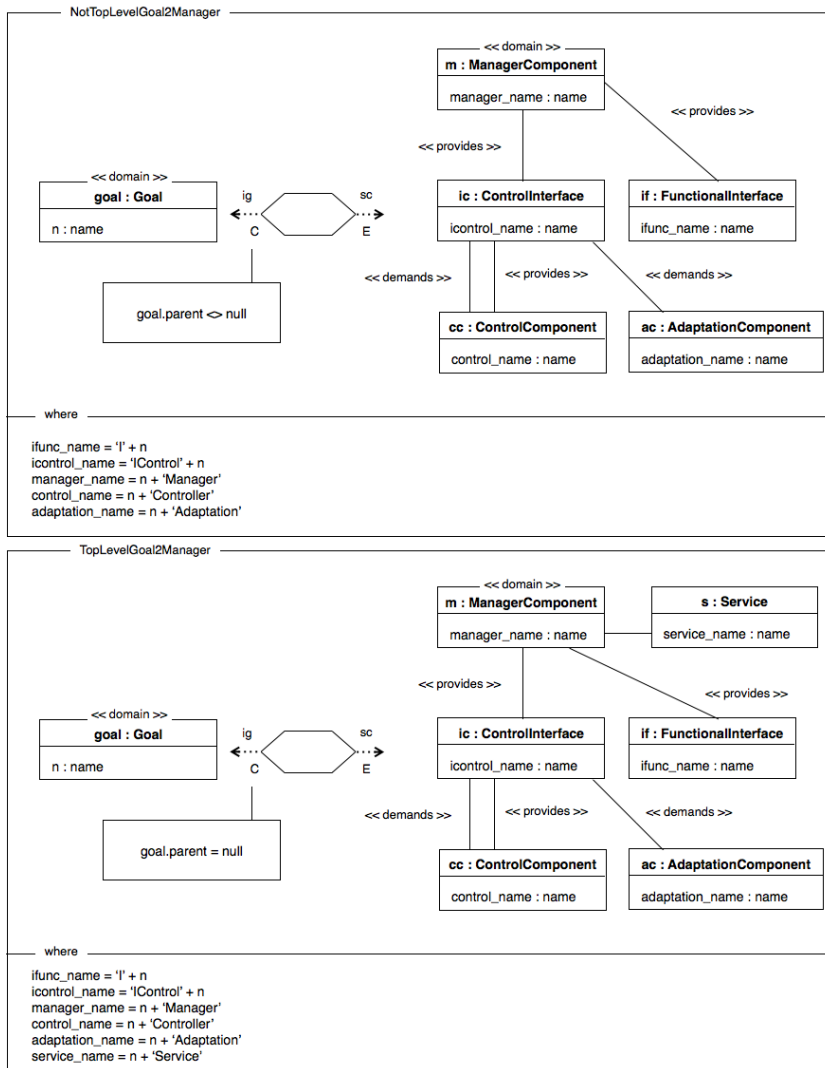 NotTopLevelGoal2Manager
<< domain >>
m : ManagerComponent
manager_name : name
<< provides >>
<< provides >>
<< domain >>
goal : Goal
n : name
ig
sc
C
E
ic : ControlInterface
icontrol_name : name
if : FunctionalInterface
ifunc_name : name
goal.parent <> null
<< demands >>
<< provides >>
<< demands >>
cc : ControlComponent
control_name : name
ac : AdaptationComponent
adaptation_name : name
where
ifunc_name = ‘I’ + n
icontrol_name = ‘IControl’ + n
manager_name = n + ‘Manager’
control_name = n + ‘Controller’
adaptation_name = n + ‘Adaptation’
TopLevelGoal2Manager
<< domain >>
m : ManagerComponent
manager_name : name
s : Service
service_name : name
<< provides >>
<< provides >>
<< domain >>
goal : Goal
n : name
ig
sc
C
E
ic : ControlInterface
icontrol_name : name
if : FunctionalInterface
ifunc_name : name
goal.parent = null
<< demands >>
<< provides >>
<< demands >>
cc : ControlComponent
control_name : name
ac : AdaptationComponent
adaptation_name : name
where
ifunc_name = ‘I’ + n
icontrol_name = ‘IControl’ + n
manager_name = n + ‘Manager’
control_name = n + ‘Controller’
adaptation_name = n + ‘Adaptation’
service_name = n + ‘Service’